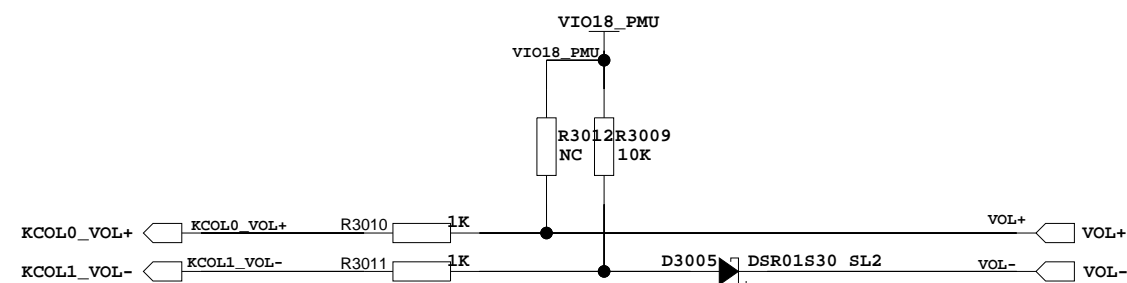 VIO18_PMU
VIO18_PMU
R3012 R3009
NC 10K
KCOL0_VOL+ KCOL0_VOL+ R3010 1K VOL+ VOL+
KCOL1_VOL- KCOL1_VOL- R3011 1K D3005 DSR01S30 SL2 VOL- VOL-